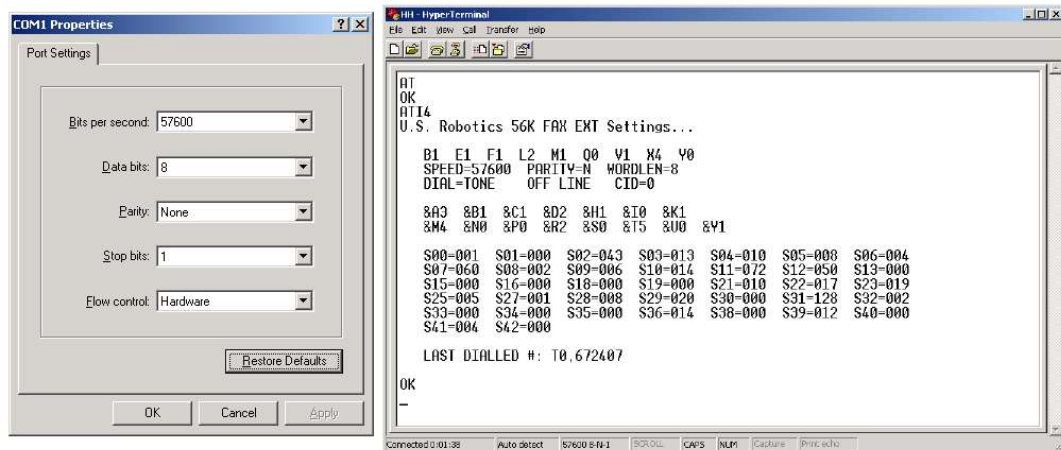 COM1 Properties
Port Settings
Bits per second: 57600
Data bits: 8
Parity: None
Stop bits: 1
Flow control: Hardware
Restore Defaults
OK Cancel Apply
HH - HyperTerminal
File Edit View Call Transfer Help
AT
OK
ATI4
U.S. Robotics 56K FAX EXT Settings...
B1 E1 F1 L2 M1 Q0 V1 X4 Y0
SPEED=57600 PARITY=N WORDLEN=8
DIAL=TONE OFF LINE CID=0
&A3 &B1 &C1 &D2 &H1 &I0 &K1
&M4 &N0 &P0 &R2 &S0 &T5 &U0 &Y1
S00=001 S01=000 S02=043 S03=013 S04=010 S05=008 S06=004
S07=060 S08=002 S09=006 S10=014 S11=072 S12=050 S13=000
S15=000 S16=000 S18=000 S19=000 S21=010 S22=017 S23=019
S25=005 S27=001 S28=008 S29=020 S30=000 S31=128 S32=002
S33=000 S34=000 S35=000 S36=014 S38=000 S39=012 S40=000
S41=004 S42=000
LAST DIALLED #: T0,672407
OK
Connected 0:01:38 Auto detect 57600 8-N-1 SCROLL CAPS NUM Capture Print echo